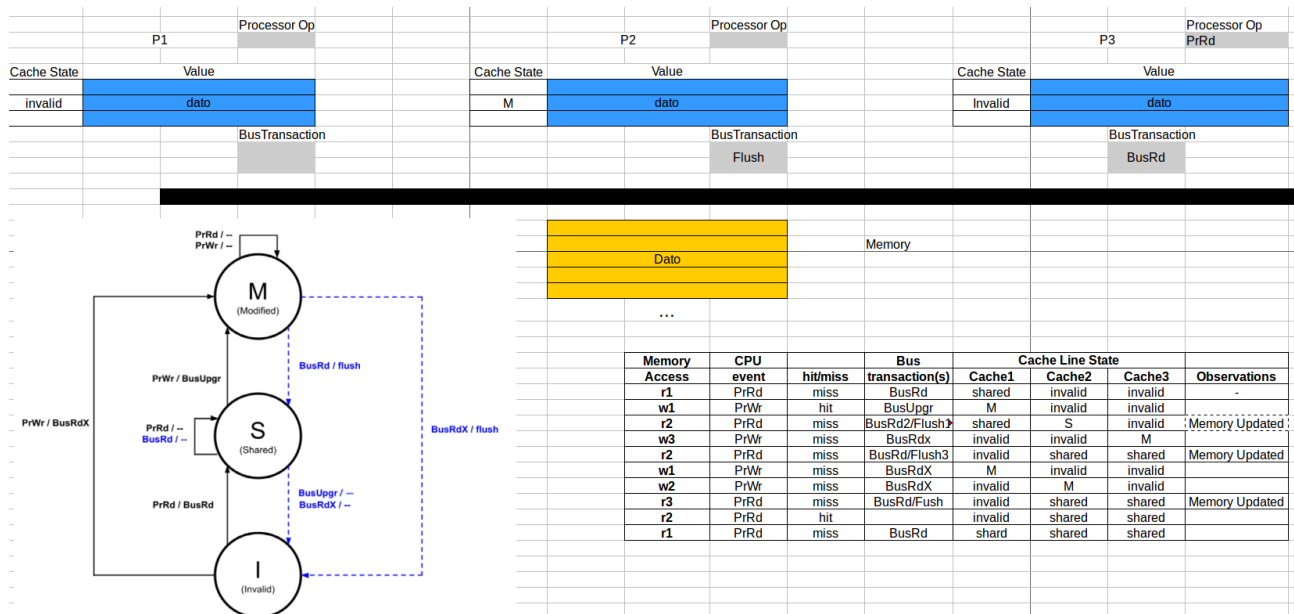 Processor Op Processor Op Processor Op
P1 P2 P3 PrRd
Cache State Value Cache State Value Cache State Value
invalid dato M dato Invalid dato
BusTransaction BusTransaction BusTransaction
Flush BusRd
PrRd / --
PrWr / --
M
(Modified)
BusRd / flush
PrWr / BusUpgr
PrWr / BusRdX
PrRd / --
BusRd / --
S
(Shared)
BusRdX / flush
BusUpgr / --
BusRdX / --
PrRd / BusRd
I
(Invalid)
Memory
Dato
...
Memory CPU Bus Cache Line State
Access event hit/miss transaction(s) Cache1 Cache2 Cache3 Observations
r1 PrRd miss BusRd shared invalid invalid -
w1 PrWr hit BusUpgr M invalid invalid
r2 PrRd miss BusRd2/Flush1 shared S invalid Memory Updated
w3 PrWr miss BusRdx invalid invalid M
r2 PrRd miss BusRd/Flush3 invalid shared shared Memory Updated
w1 PrWr miss BusRdX M invalid invalid
w2 PrWr miss BusRdX invalid M invalid
r3 PrRd miss BusRd/Fush invalid shared shared Memory Updated
r2 PrRd hit invalid shared shared
r1 PrRd miss BusRd shard shared shared